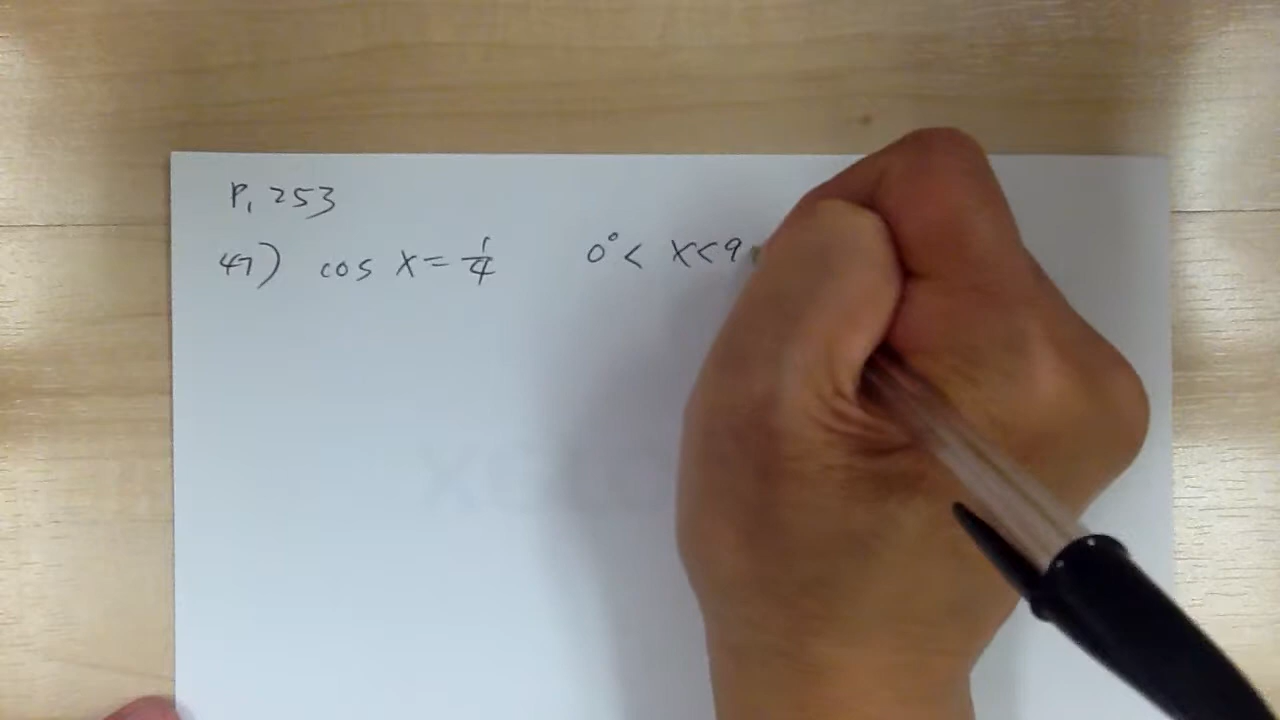 P. 253
47) cos x = 1/4 0° < x < 9